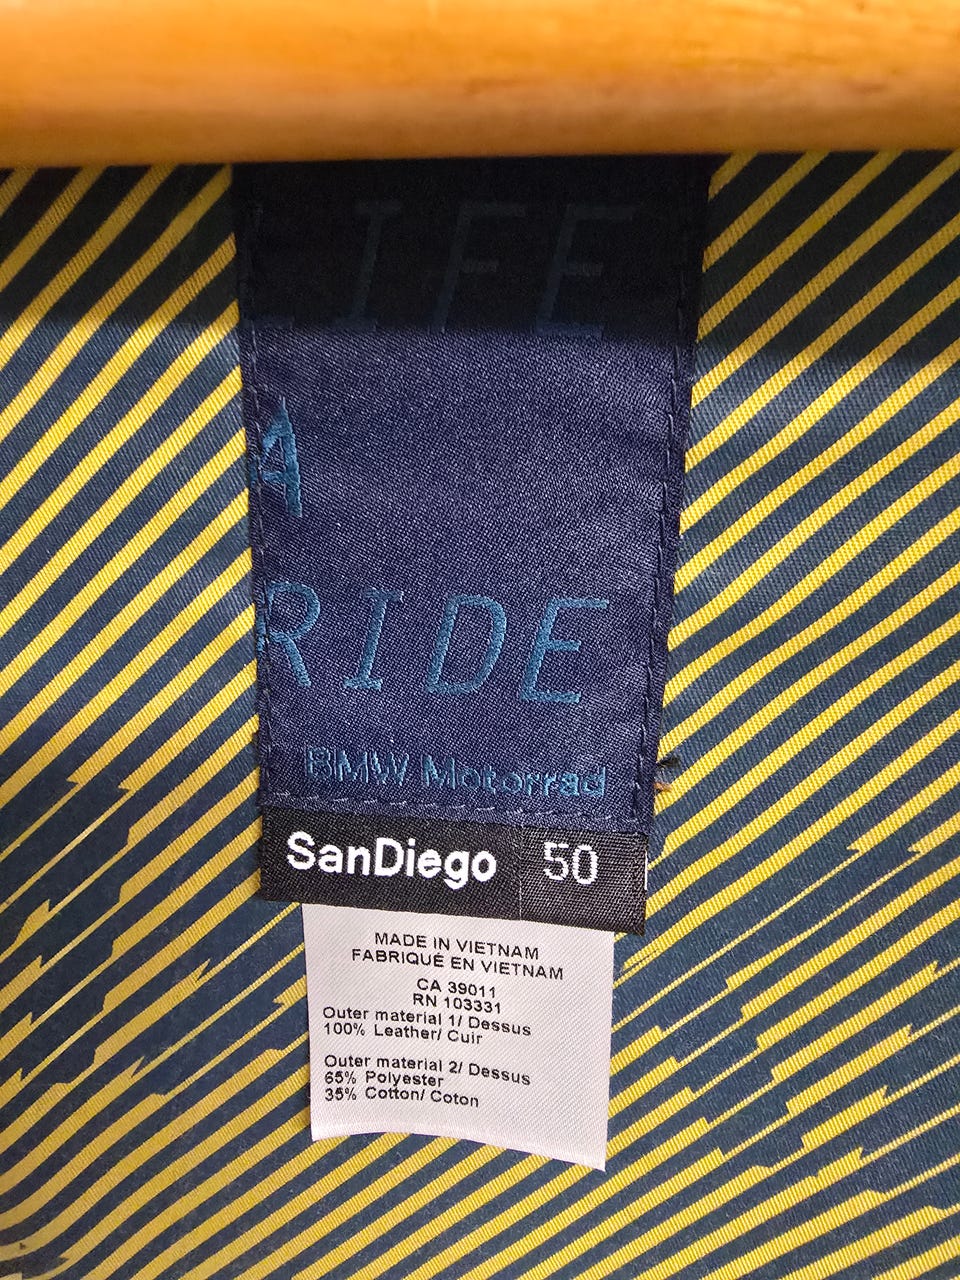 LIFE
A
RIDE
BMW Motorrad
SanDiego 50
MADE IN VIETNAM
FABRIQUÉ EN VIETNAM
CA 39011
RN 103331
Outer material 1/ Dessus
100% Leather/ Cuir
Outer material 2/ Dessus
65% Polyester
35% Cotton/ Coton